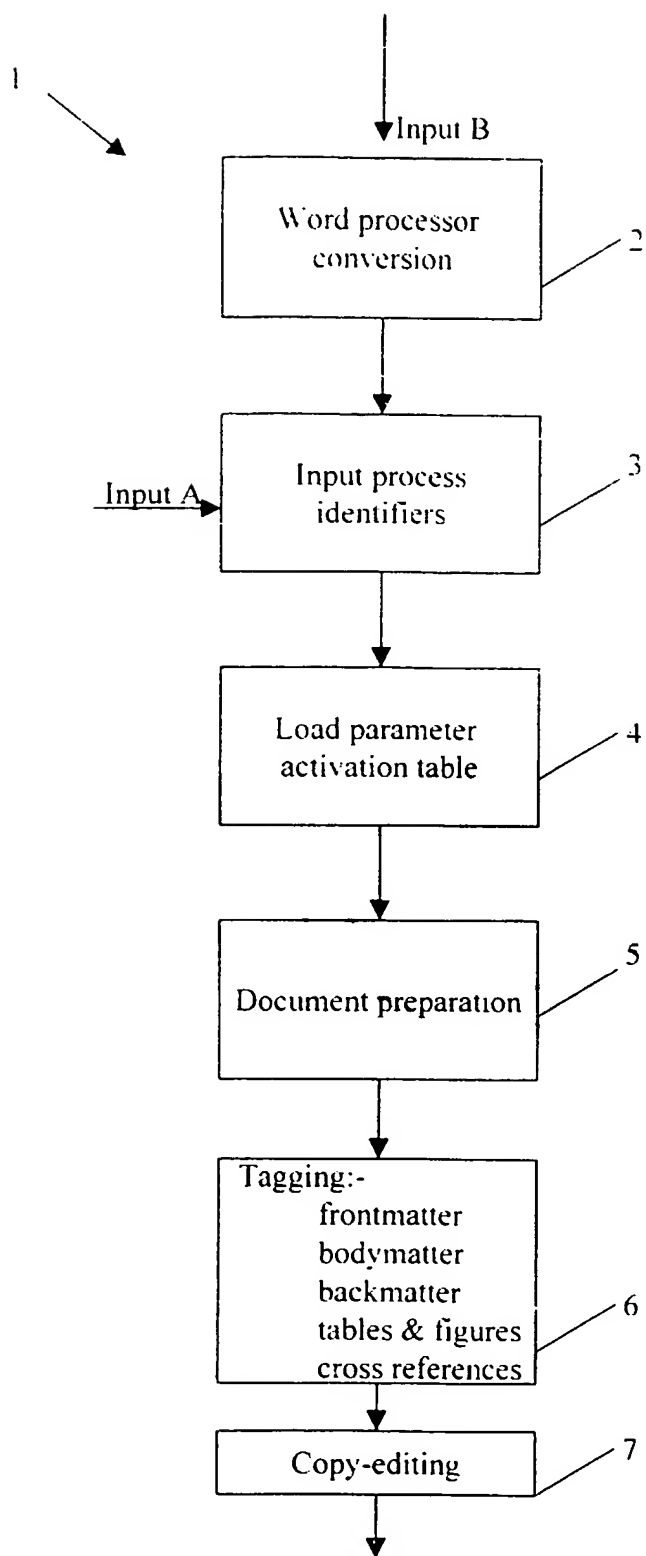 1
Input B
Word processor
conversion
2
Input process
identifiers
3
Input A
Load parameter
activation table
4
Document preparation
5
Tagging:-
frontmatter
bodymatter
backmatter
tables & figures
cross references
6
Copy-editing
7